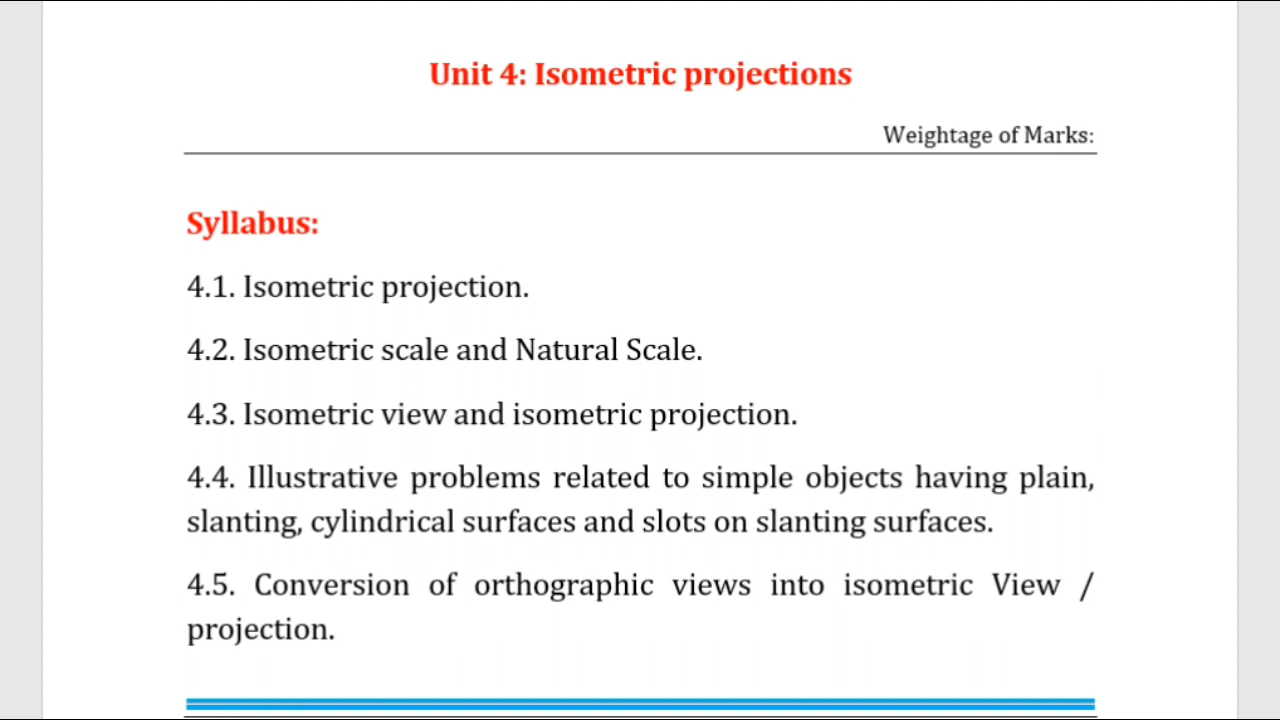 Unit 4: Isometric projections
Weightage of Marks:
Syllabus:
4.1. Isometric projection.
4.2. Isometric scale and Natural Scale.
4.3. Isometric view and isometric projection.
4.4. Illustrative problems related to simple objects having plain,
slanting, cylindrical surfaces and slots on slanting surfaces.
4.5. Conversion of orthographic views into isometric View /
projection.